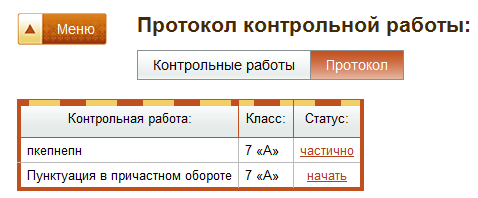 Меню
Протокол контрольной работы:
Контрольные работы Протокол
Контрольная работа: Класс: Статус:
пкепнепн 7 «А» частично
Пунктуация в причастном обороте 7 «А» начать